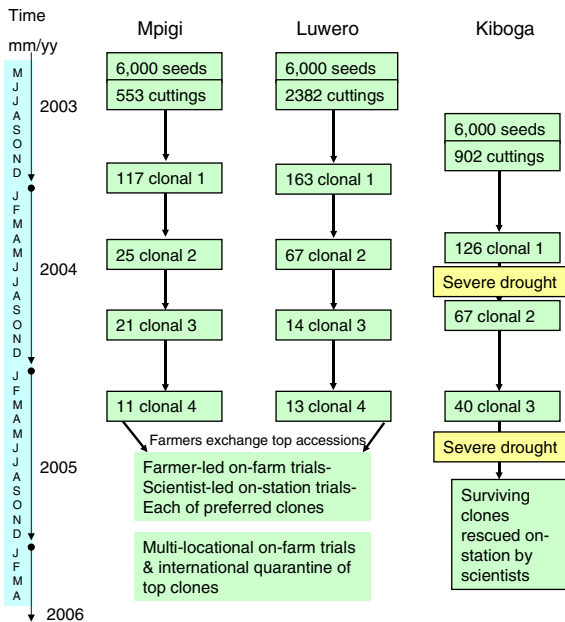 Time
mm/yy
M
J
J
A
S
O
N
D
J
F
M
A
M
J
J
A
S
O
N
D
J
F
M
A
M
J
J
A
S
O
N
D
J
F
M
A
2003
2004
2005
2006
Mpigi
6,000 seeds
553 cuttings
117 clonal 1
25 clonal 2
21 clonal 3
11 clonal 4
Luwero
6,000 seeds
2382 cuttings
163 clonal 1
67 clonal 2
14 clonal 3
13 clonal 4
Farmers exchange top accessions
Farmer-led on-farm trials-
Scientist-led on-station trials-
Each of preferred clones
Multi-locational on-farm trials
& international quarantine of
top clones
Kiboga
6,000 seeds
902 cuttings
126 clonal 1
Severe drought
67 clonal 2
40 clonal 3
Severe drought
Surviving
clones
rescued on-
station by
scientists